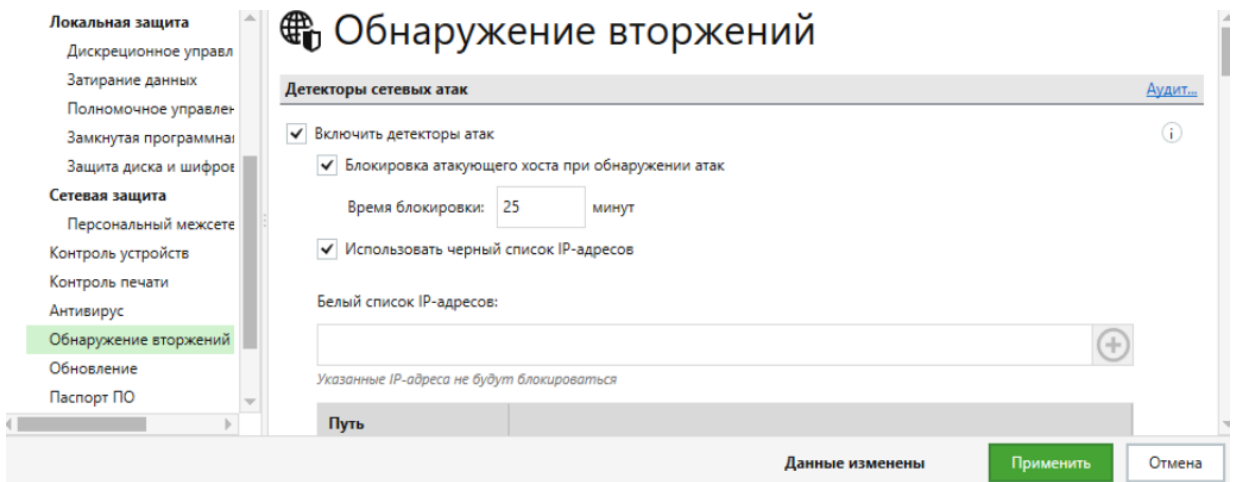 Локальная защита
Дискреционное управл
Затирание данных
Полномочное управлен
Замкнутая программна
Защита диска и шифров
Сетевая защита
Персональный межсете
Контроль устройств
Контроль печати
Антивирус
Обнаружение вторжений
Обновление
Паспорт ПО
Обнаружение вторжений
Детекторы сетевых атак Аудит...
Включить детекторы атак
Блокировка атакующего хоста при обнаружении атак
Время блокировки: 25 минут
Использовать черный список IP-адресов
Белый список IP-адресов:
Указанные IP-адреса не будут блокироваться
Путь
Данные изменены Применить Отмена